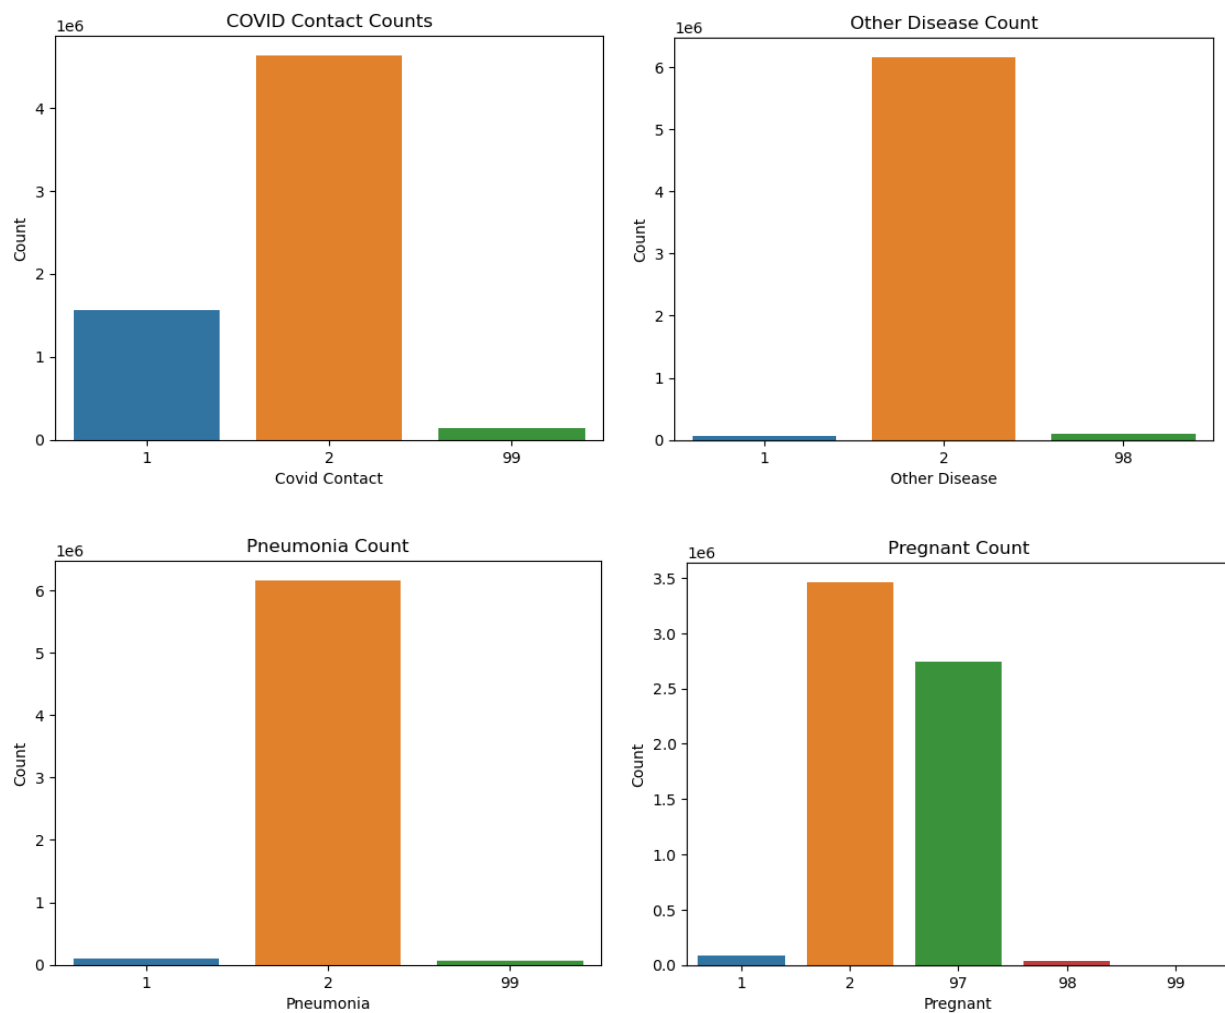 COVID Contact Counts
1e6
Count
4
3
2
1
0
1 2 99
Covid Contact
Other Disease Count
1e6
Count
6
5
4
3
2
1
0
1 2 98
Other Disease
Pneumonia Count
1e6
Count
6
5
4
3
2
1
0
1 2 99
Pneumonia
Pregnant Count
1e6
Count
3.5
3.0
2.5
2.0
1.5
1.0
0.5
0.0
1 2 97 98 99
Pregnant